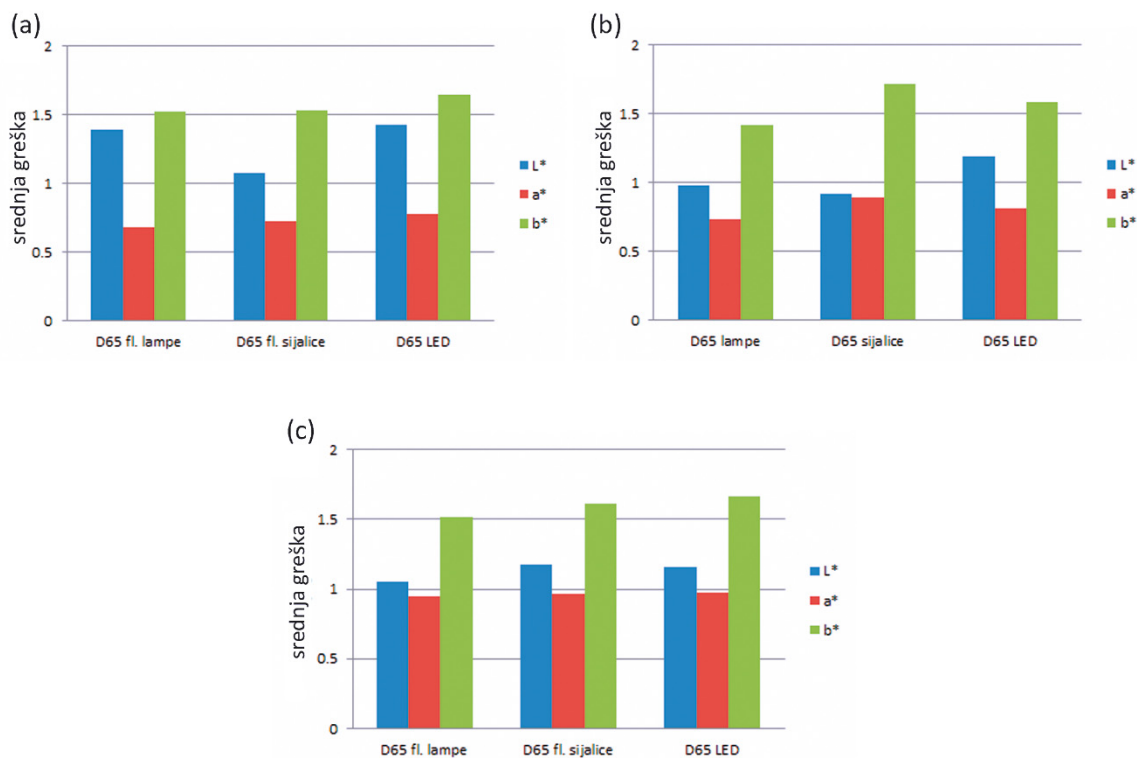 (a)
2
1.5
1
0.5
0
srednja greška
D65 fl. lampe
D65 fl. sijalice
D65 LED
L*
a*
b*
(b)
2
1.5
1
0.5
0
srednja greška
D65 lampe
D65 sijalice
D65 LED
L*
a*
b*
(c)
2
1.5
1
0.5
0
srednja greška
D65 fl. lampe
D65 fl. sijalice
D65 LED
L*
a*
b*